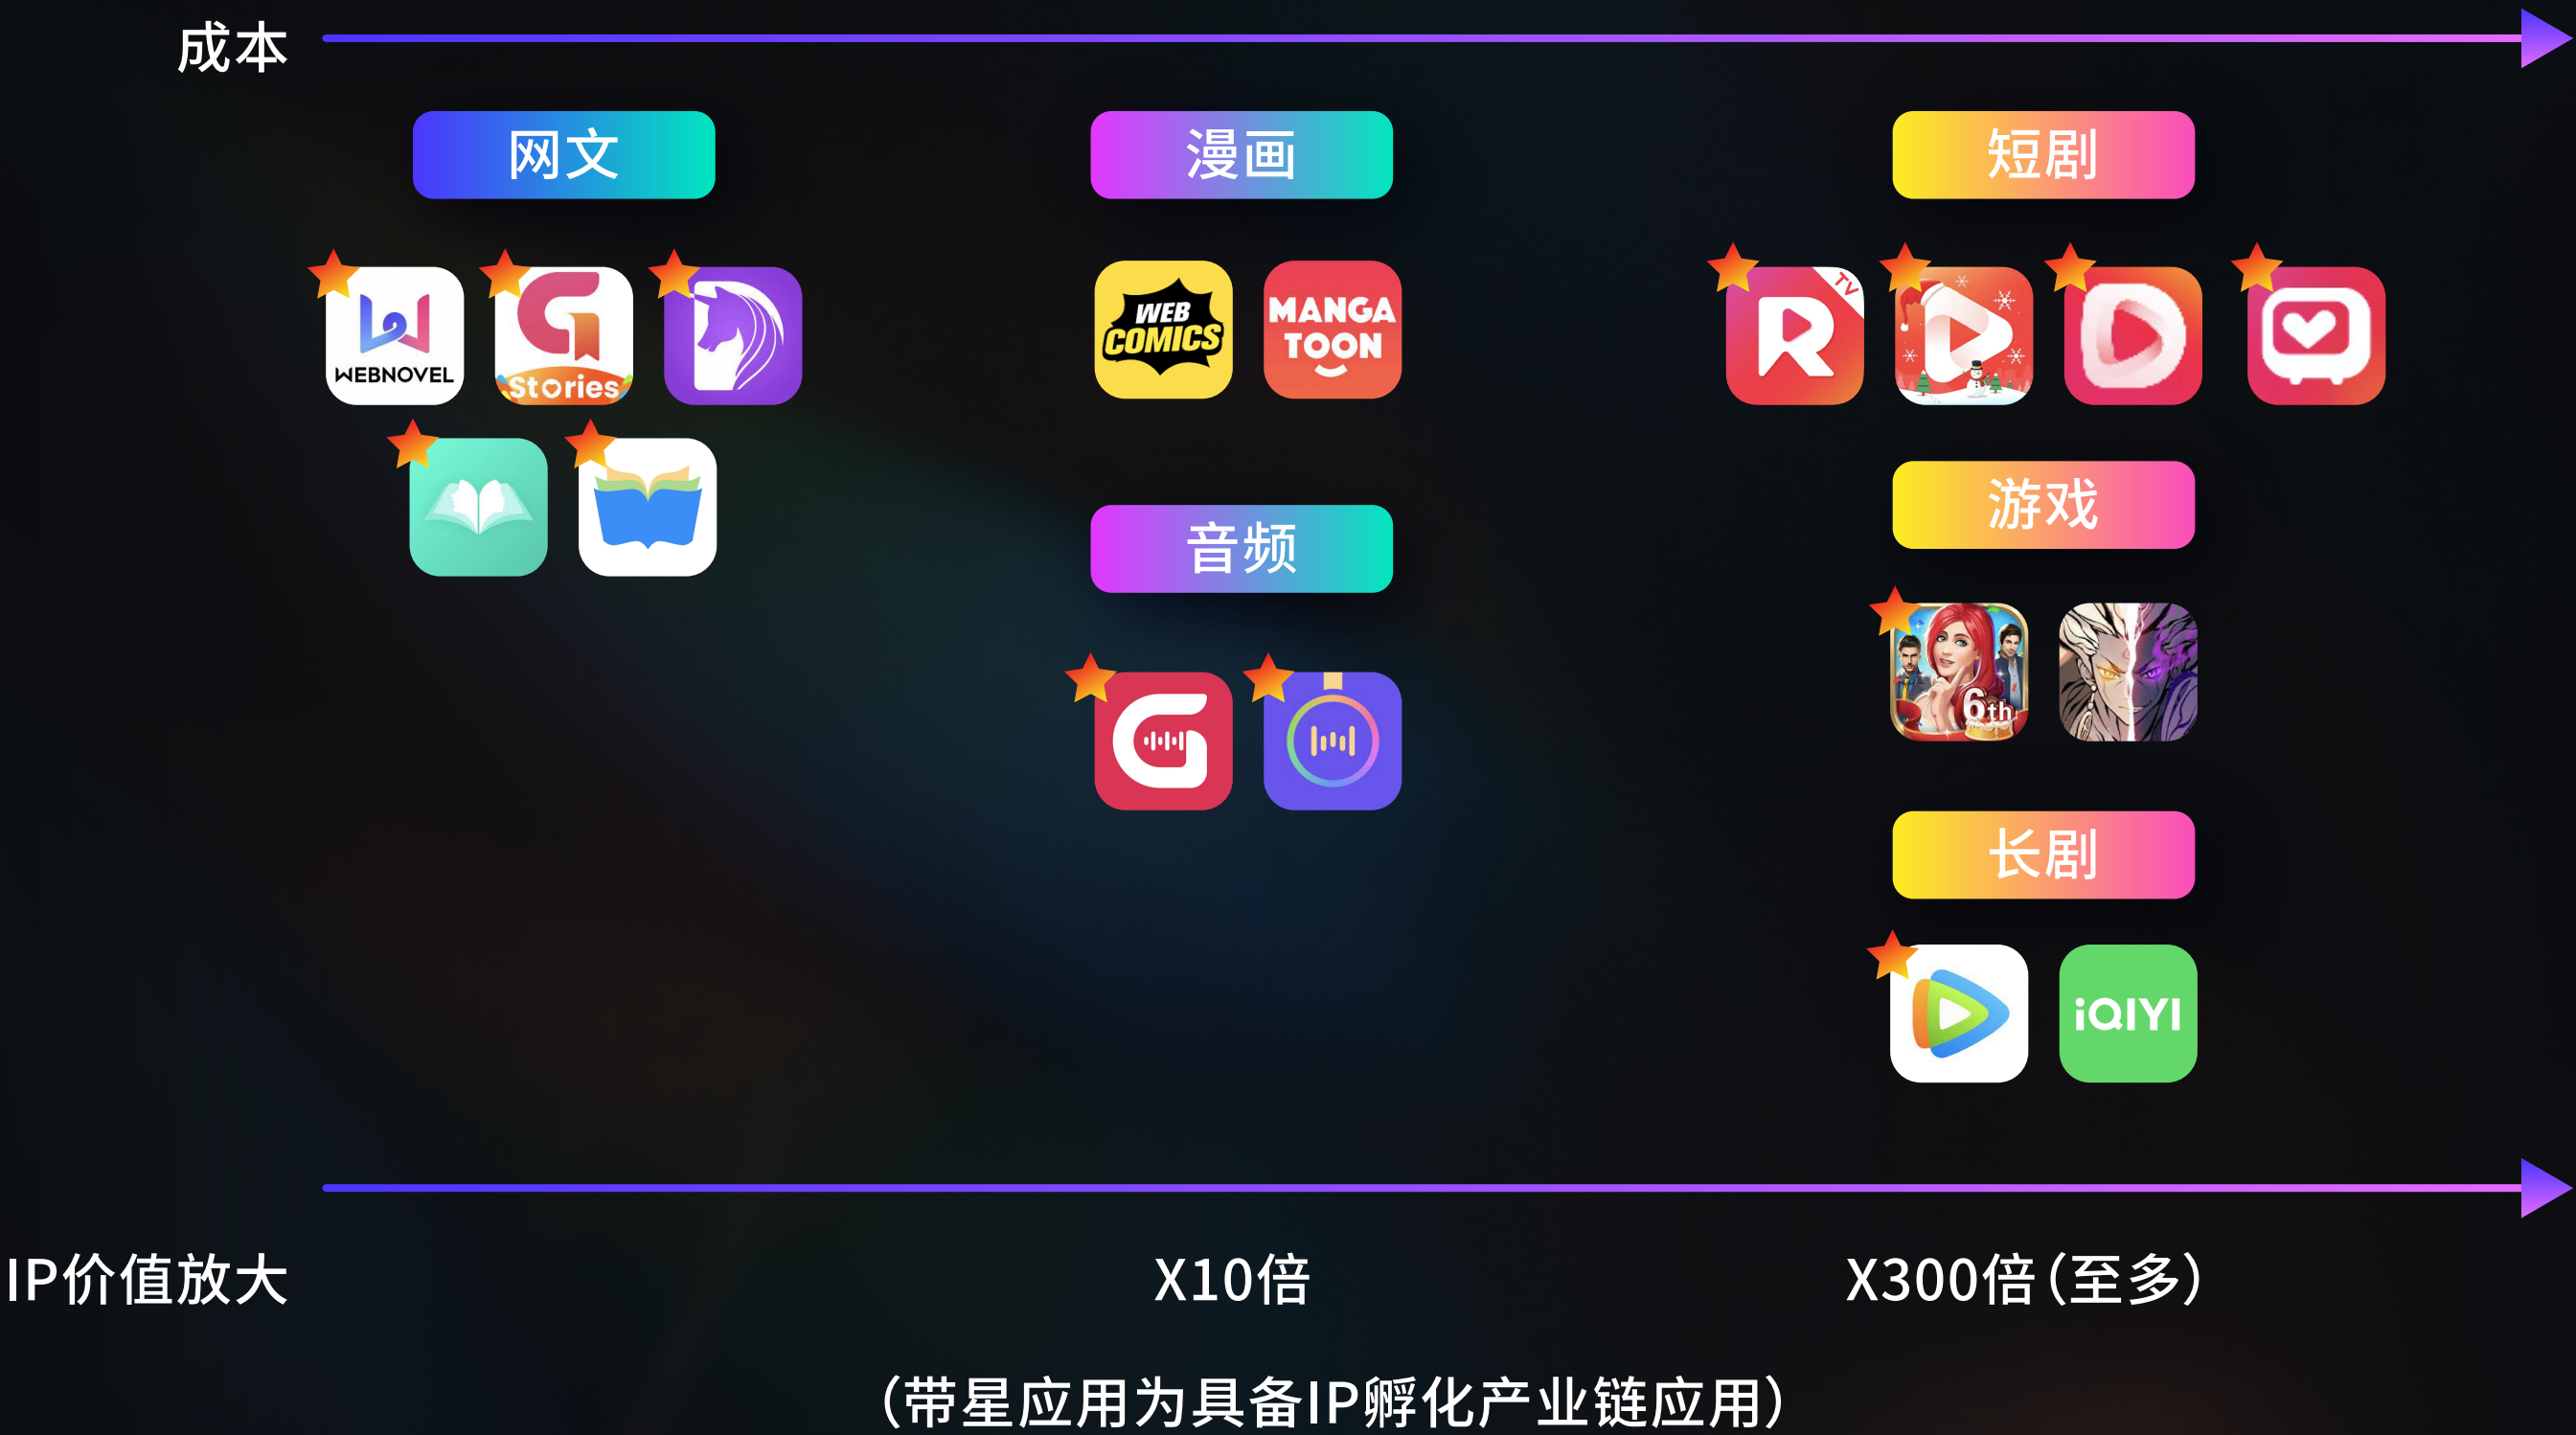 成本
网文
漫画
短剧
WEBNOVEL
Stories
WEB
COMICS
MANGA
TOON
TV
音频
游戏
6th
长剧
iQIYI
IP价值放大
X10倍
X300倍（至多）
（带星应用为具备IP孵化产业链应用）